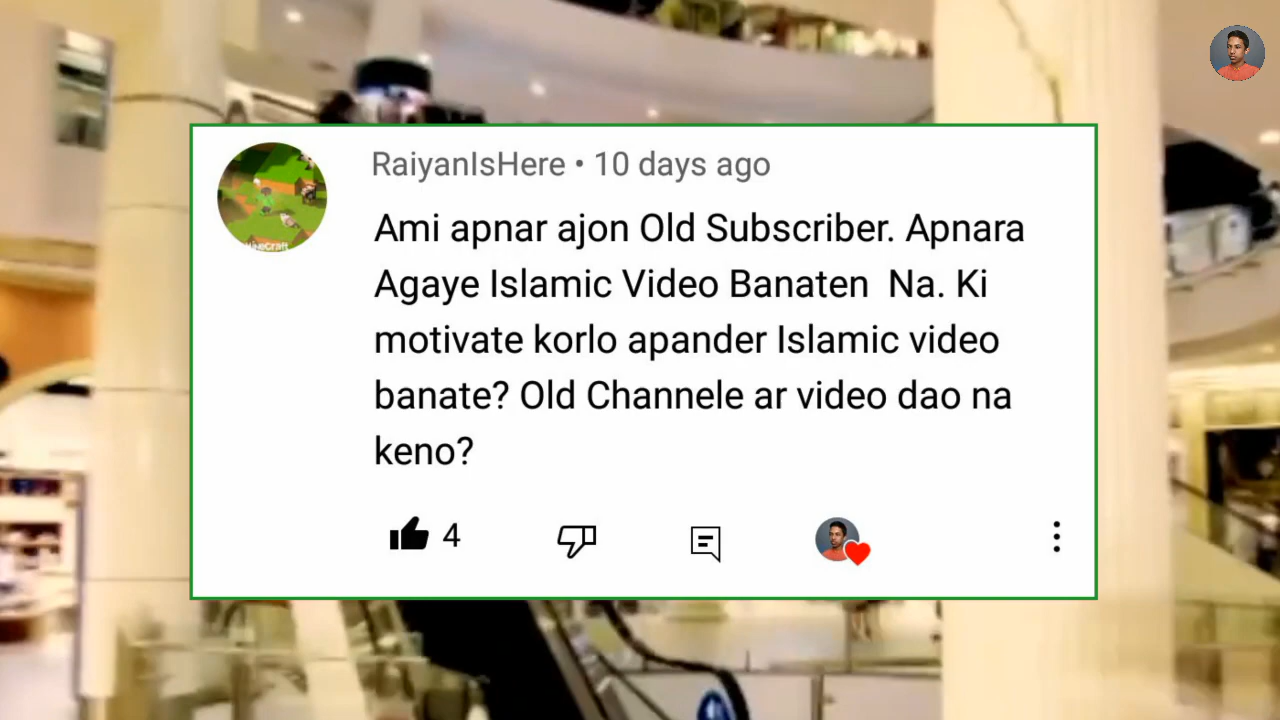 RaiyanIsHere • 10 days ago
Ami apnar ajon Old Subscriber. Apnara
Agaye Islamic Video Banaten Na. Ki
motivate korlo apander Islamic video
banate? Old Channele ar video dao na
keno?
4